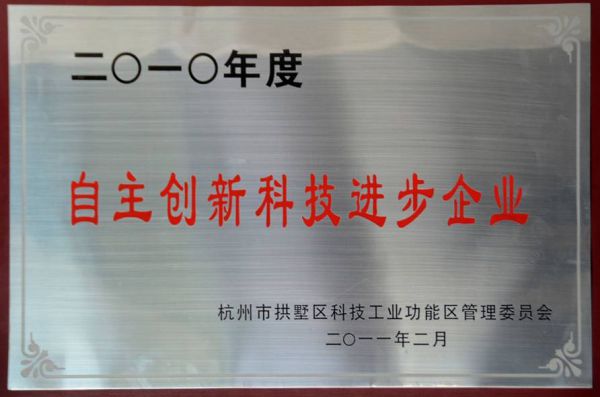 二〇一〇年度
自主创新科技进步企业
杭州市拱墅区科技工业功能区管理委员会
二〇一一年二月